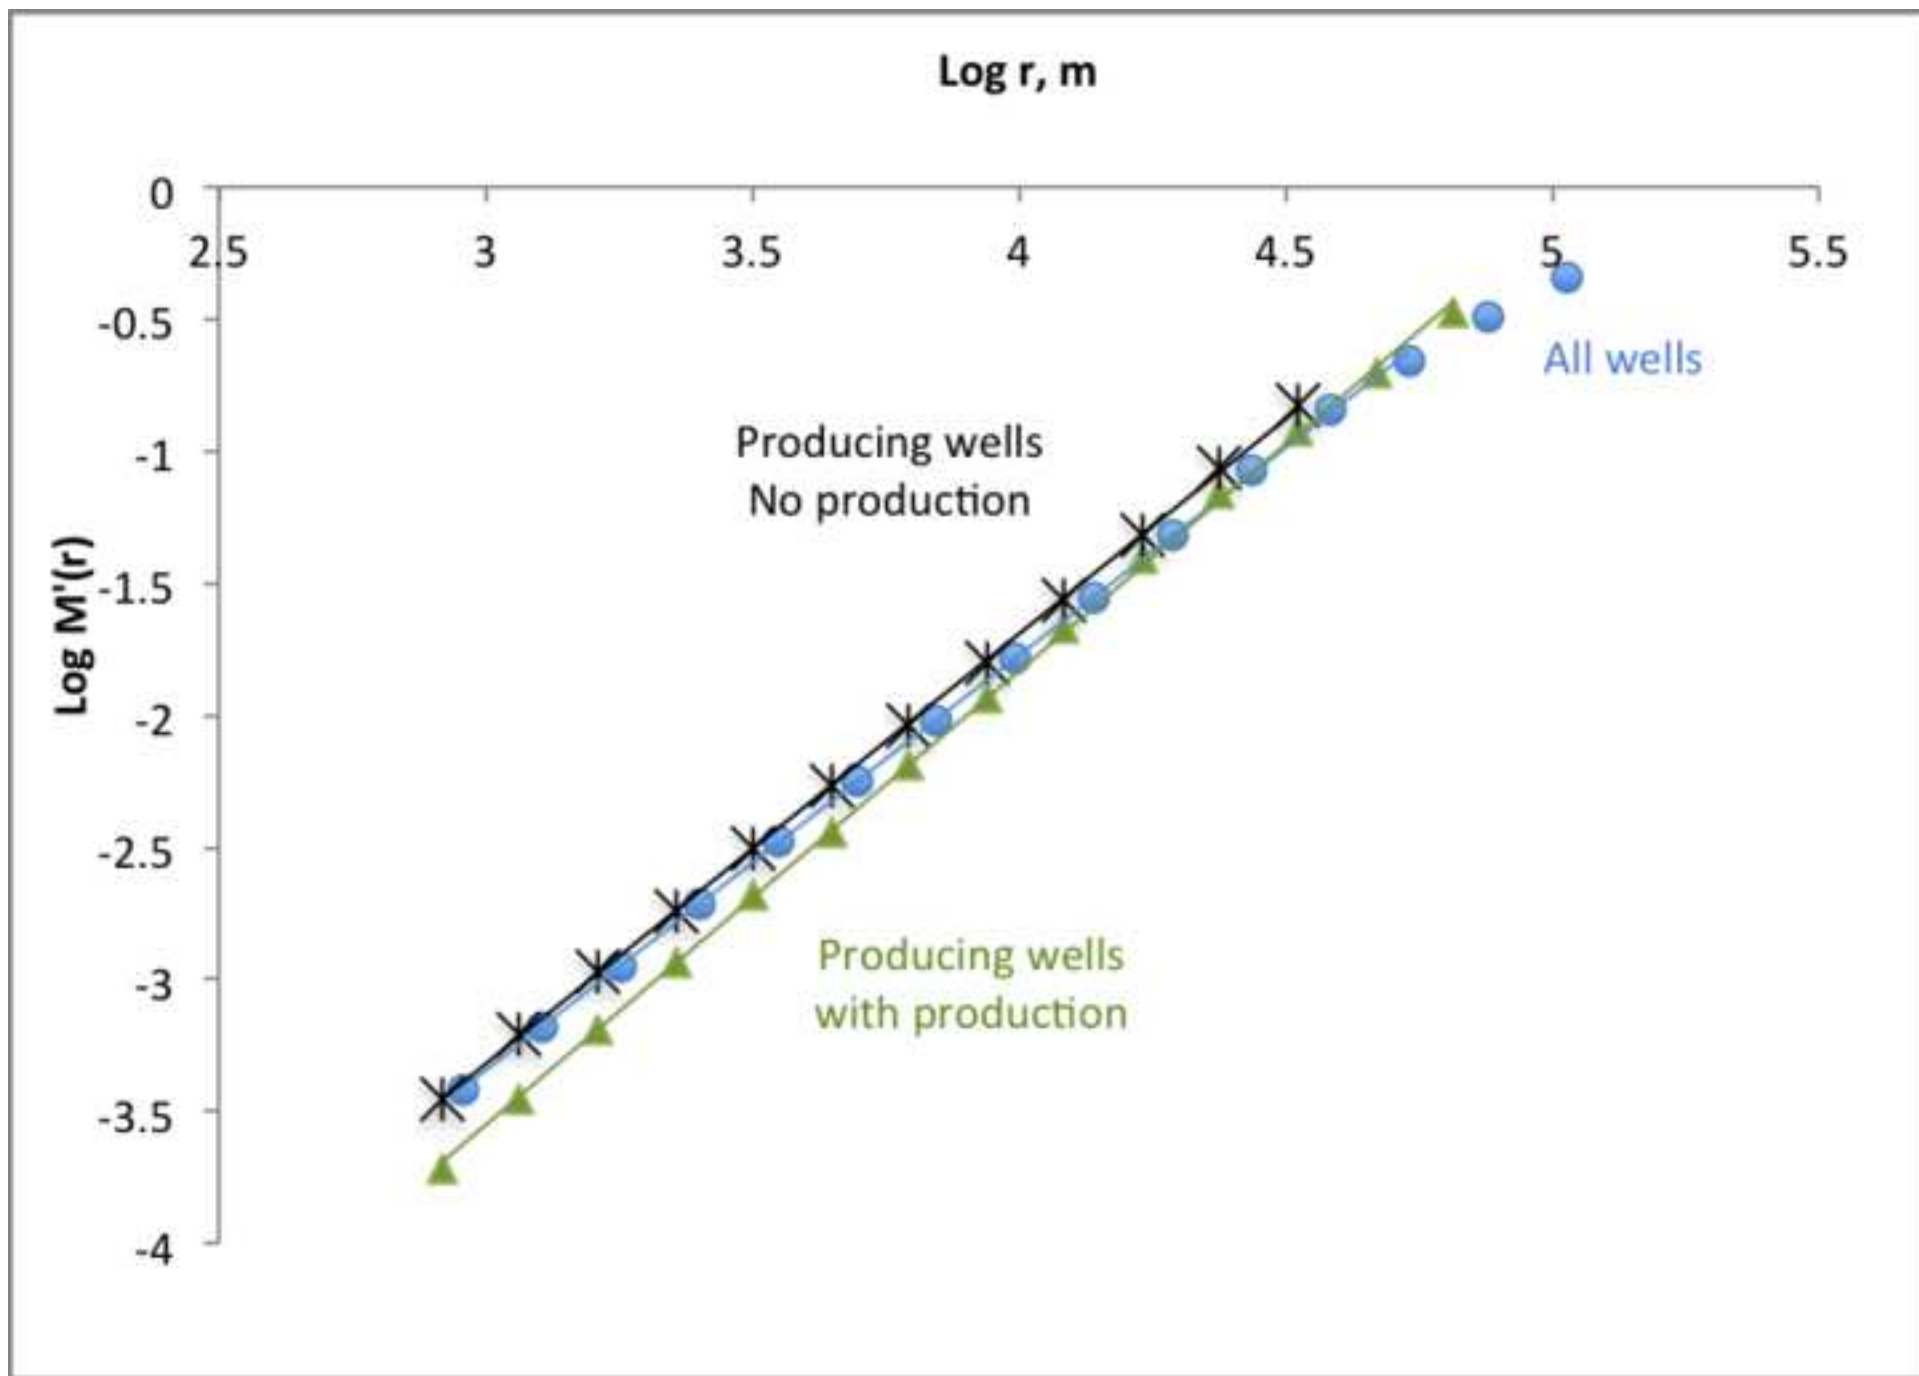 Log r, m
0
2.5 3 3.5 4 4.5 5 5.5
-0.5
All wells
Producing wells
No production
-1
Log M'(r)
-1.5
-2
-2.5
Producing wells
with production
-3
-3.5
-4